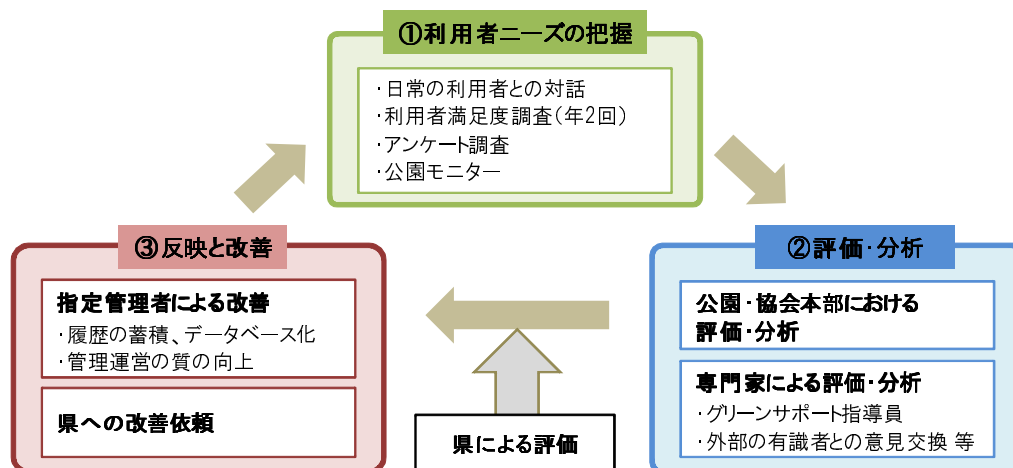 ①利用者ニーズの把握
・日常の利用者との対話
・利用者満足度調査（年2回）
・アンケート調査
・公園モニター
②評価・分析
公園・協会本部における
評価・分析
専門家による評価・分析
・グリーンサポート指導員
・外部の有識者との意見交換 等
③反映と改善
指定管理者による改善
・履歴の蓄積、データベース化
・管理運営の質の向上
県への改善依頼
県による評価